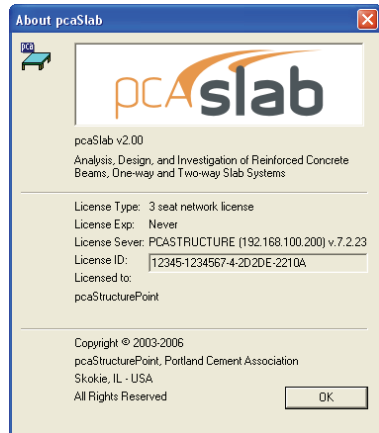 About pcaSlab
pca
pcaslab
pcaSlab v2.00
Analysis, Design, and Investigation of Reinforced Concrete
Beams, One-way and Two-way Slab Systems
License Type: 3 seat network license
License Exp: Never
License Sever: PCASTRUCTURE (192.168.100.200) v.7.2.23
License ID: 12345-1234567-4-2D2DE-2210A
Licensed to:
pcaStructurePoint
Copyright © 2003-2006
pcaStructurePoint, Portland Cement Association
Skokie, IL - USA
All Rights Reserved
OK